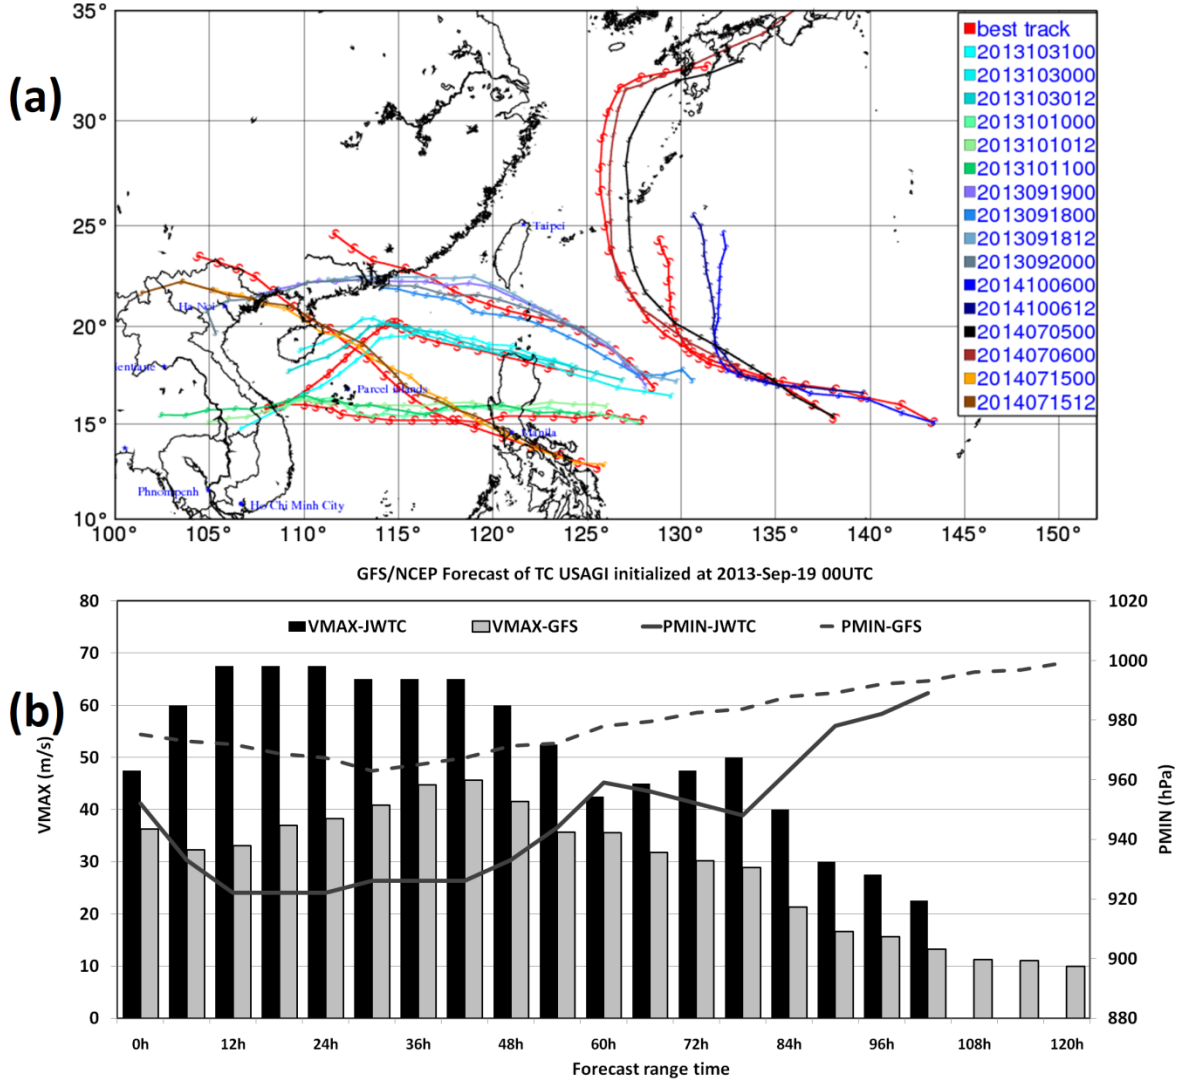 (a)
35°
30°
25°
20°
15°
10°
100° 105° 110° 115° 120° 125° 130° 135° 140° 145° 150°
Taipei
Parcel islands
Manila
Phnompenh
Ho Chi Minh City
best track
2013103100
2013103000
2013103012
2013101000
2013101012
2013101100
2013091900
2013091800
2013091812
2013092000
2014100600
2014100612
2014070500
2014070600
2014071500
2014071512
GFS/NCEP Forecast of TC USAGI initialized at 2013-Sep-19 00UTC
(b)
VMAX-JWTC VMAX-GFS PMIN-JWTC PMIN-GFS
VMAX (m/s)
80
70
60
50
40
30
20
10
0
1020
1000
980
960
940
920
900
880
PMIN (hPa)
0h 12h 24h 36h 48h 60h 72h 84h 96h 108h 120h
Forecast range time